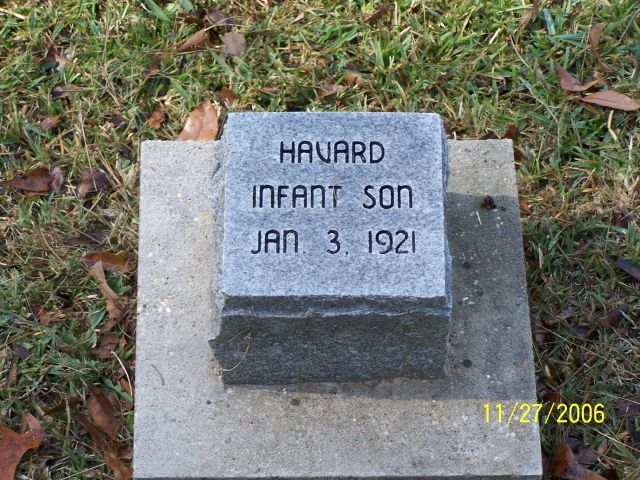 HAVARD
INFANT SON
JAN. 3, 1921
11/27/2006